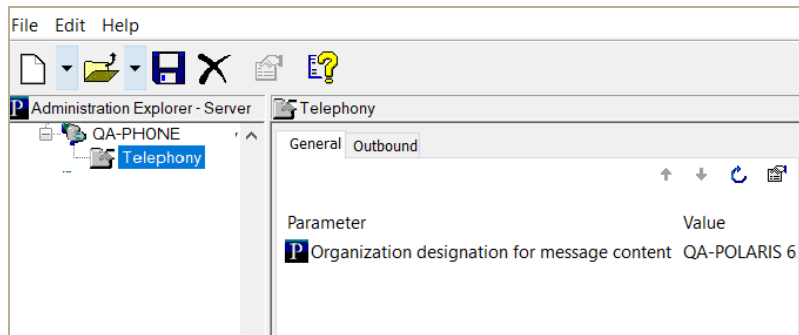 File Edit Help
Administration Explorer - Server
Telephony
QA-PHONE
Telephony
General Outbound
Parameter Value
Organization designation for message content QA-POLARIS 6